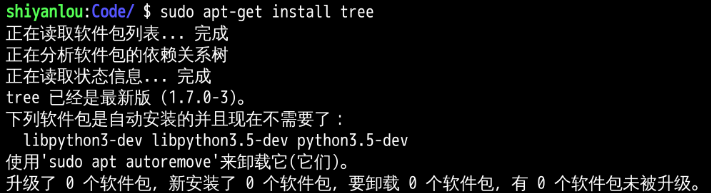 shiyanlou:Code/ $ sudo apt-get install tree
正在读取软件包列表... 完成
正在分析软件包的依赖关系树
正在读取状态信息... 完成
tree 已经是最新版 (1.7.0-3)。
下列软件包是自动安装的并且现在不需要了：
  libpython3-dev libpython3.5-dev python3.5-dev
使用'sudo apt autoremove'来卸载它(它们)。
升级了 0 个软件包, 新安装了 0 个软件包, 要卸载 0 个软件包, 有 0 个软件包未被升级。